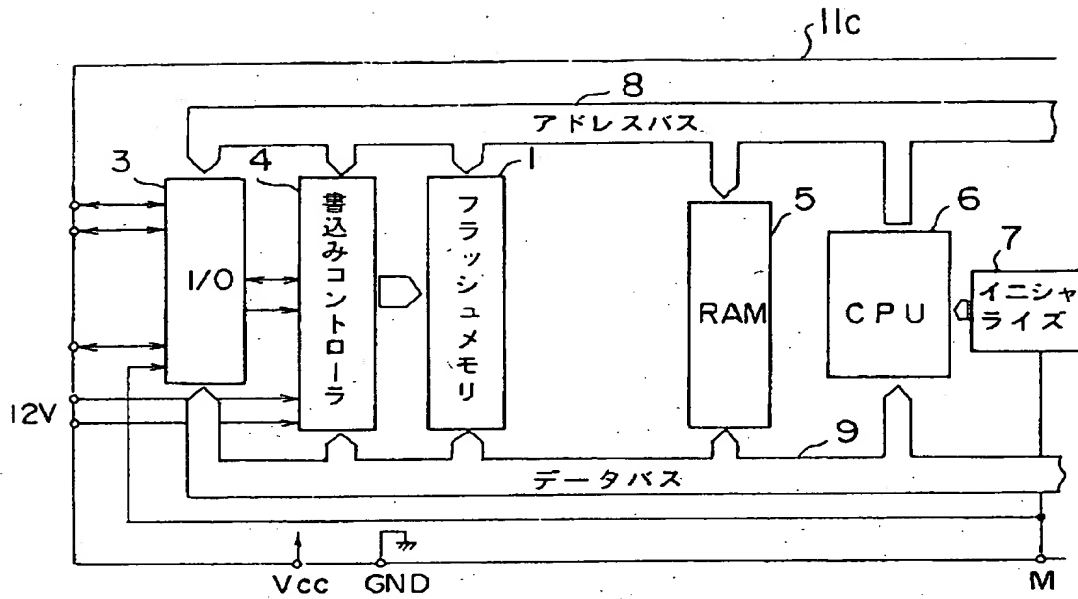 11c
8
アドレスバス
3
4
1
5
6
7
I/O
書込みコントローラ
フラッシュメモリ
RAM
CPU
イニシャ
ライズ
12V
9
データバス
Vcc
GND
M